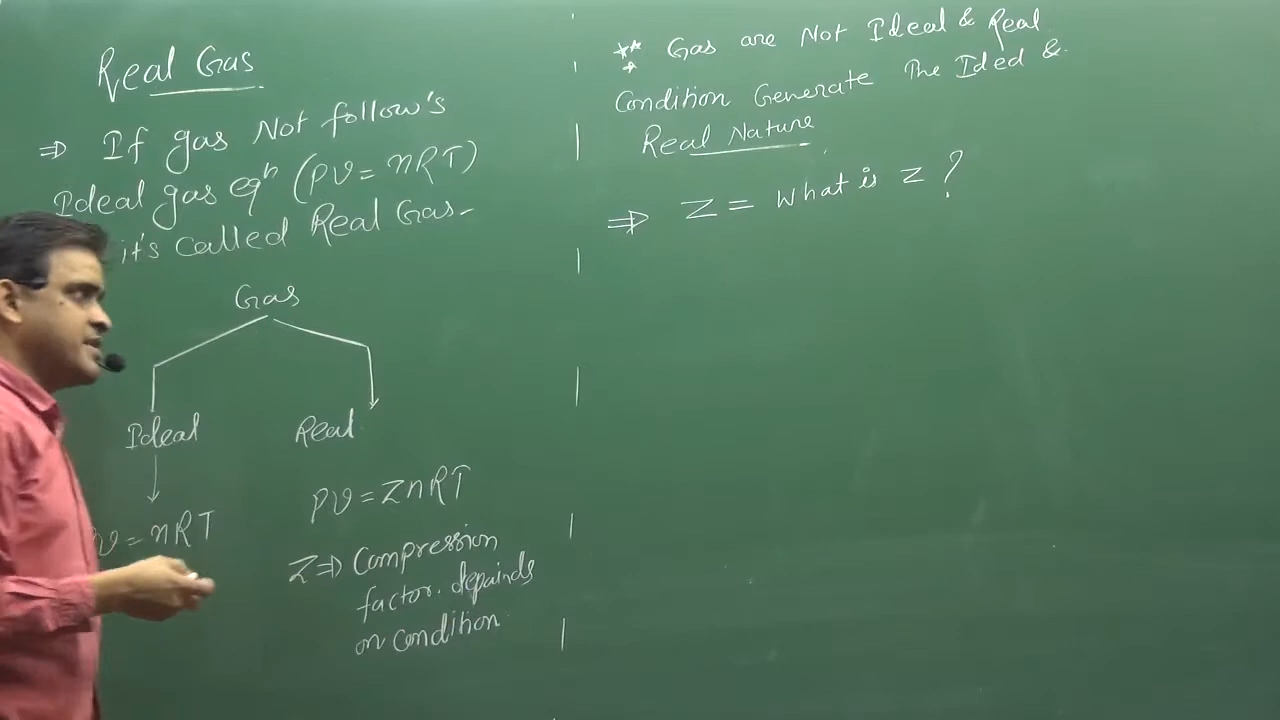 Real Gas
⇒ If gas Not follow's
Ideal gas eqⁿ (PV = nRT)
it's called Real Gas-
Gas
Ideal
Real
V = nRT
PV = ZnRT
Z ⇒ Compression
factor. depainds
on condition
** Gas are Not Ideal & Real
*
Condition Generate The Ided &
Real Nature
⇒ Z = What is Z ?